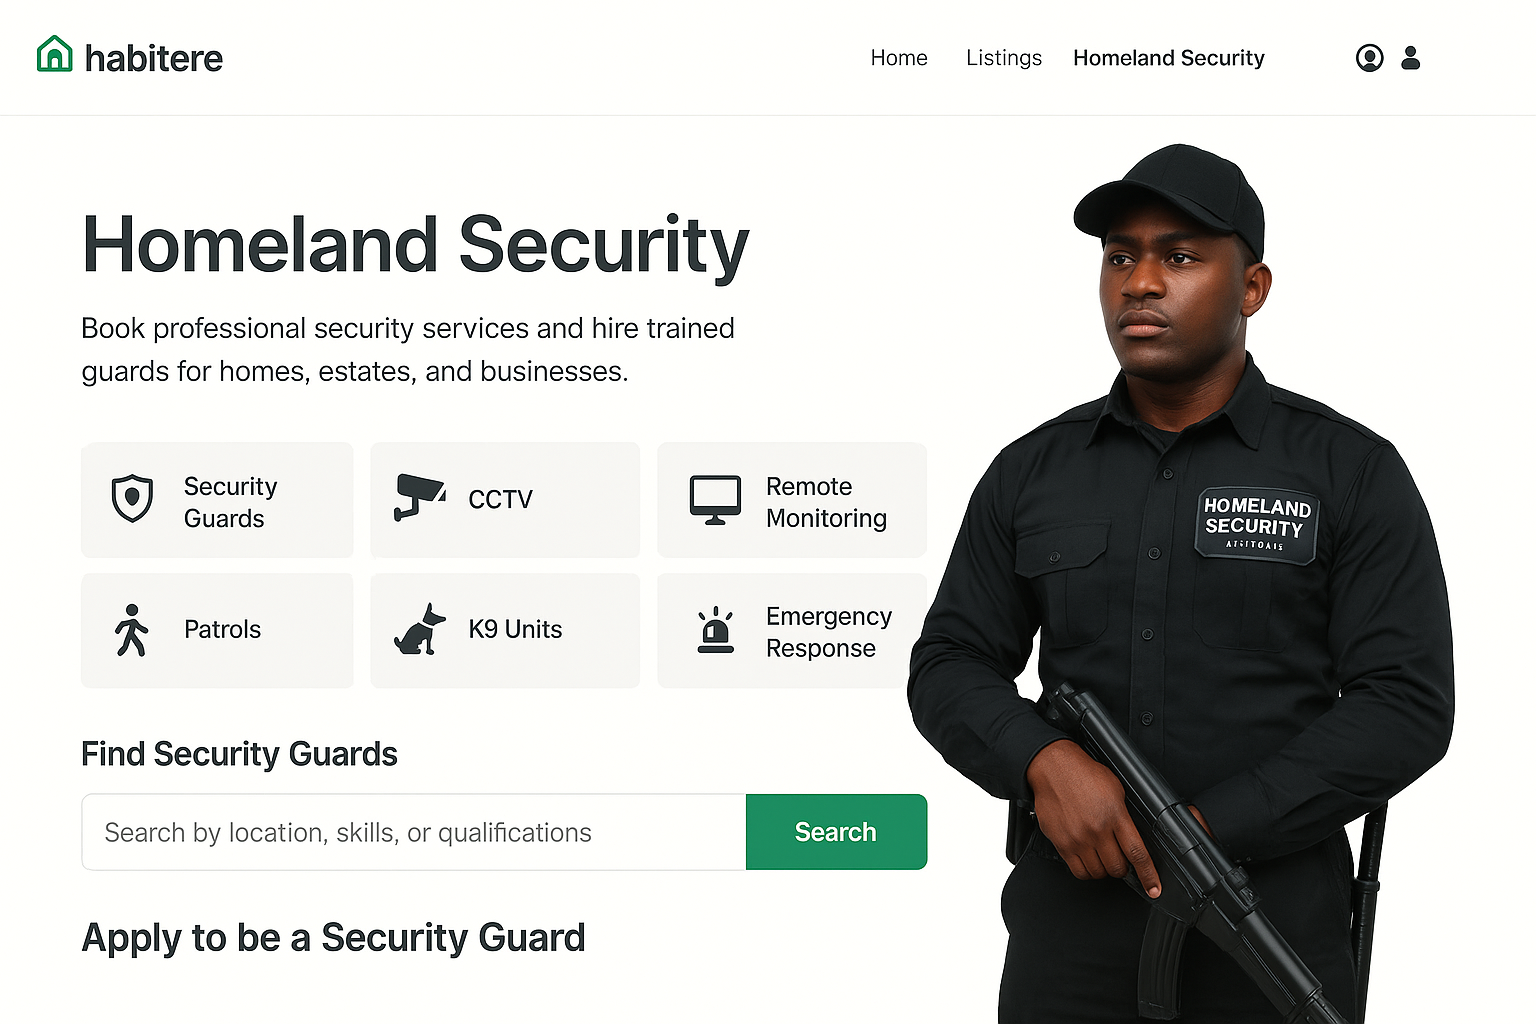 habitere
Home
Listings
Homeland Security
Homeland Security
Book professional security services and hire trained
guards for homes, estates, and businesses.
Security
Guards
CCTV
Remote
Monitoring
Patrols
K9 Units
Emergency
Response
HOMELAND
SECURITY
Find Security Guards
Search by location, skills, or qualifications
Search
Apply to be a Security Guard